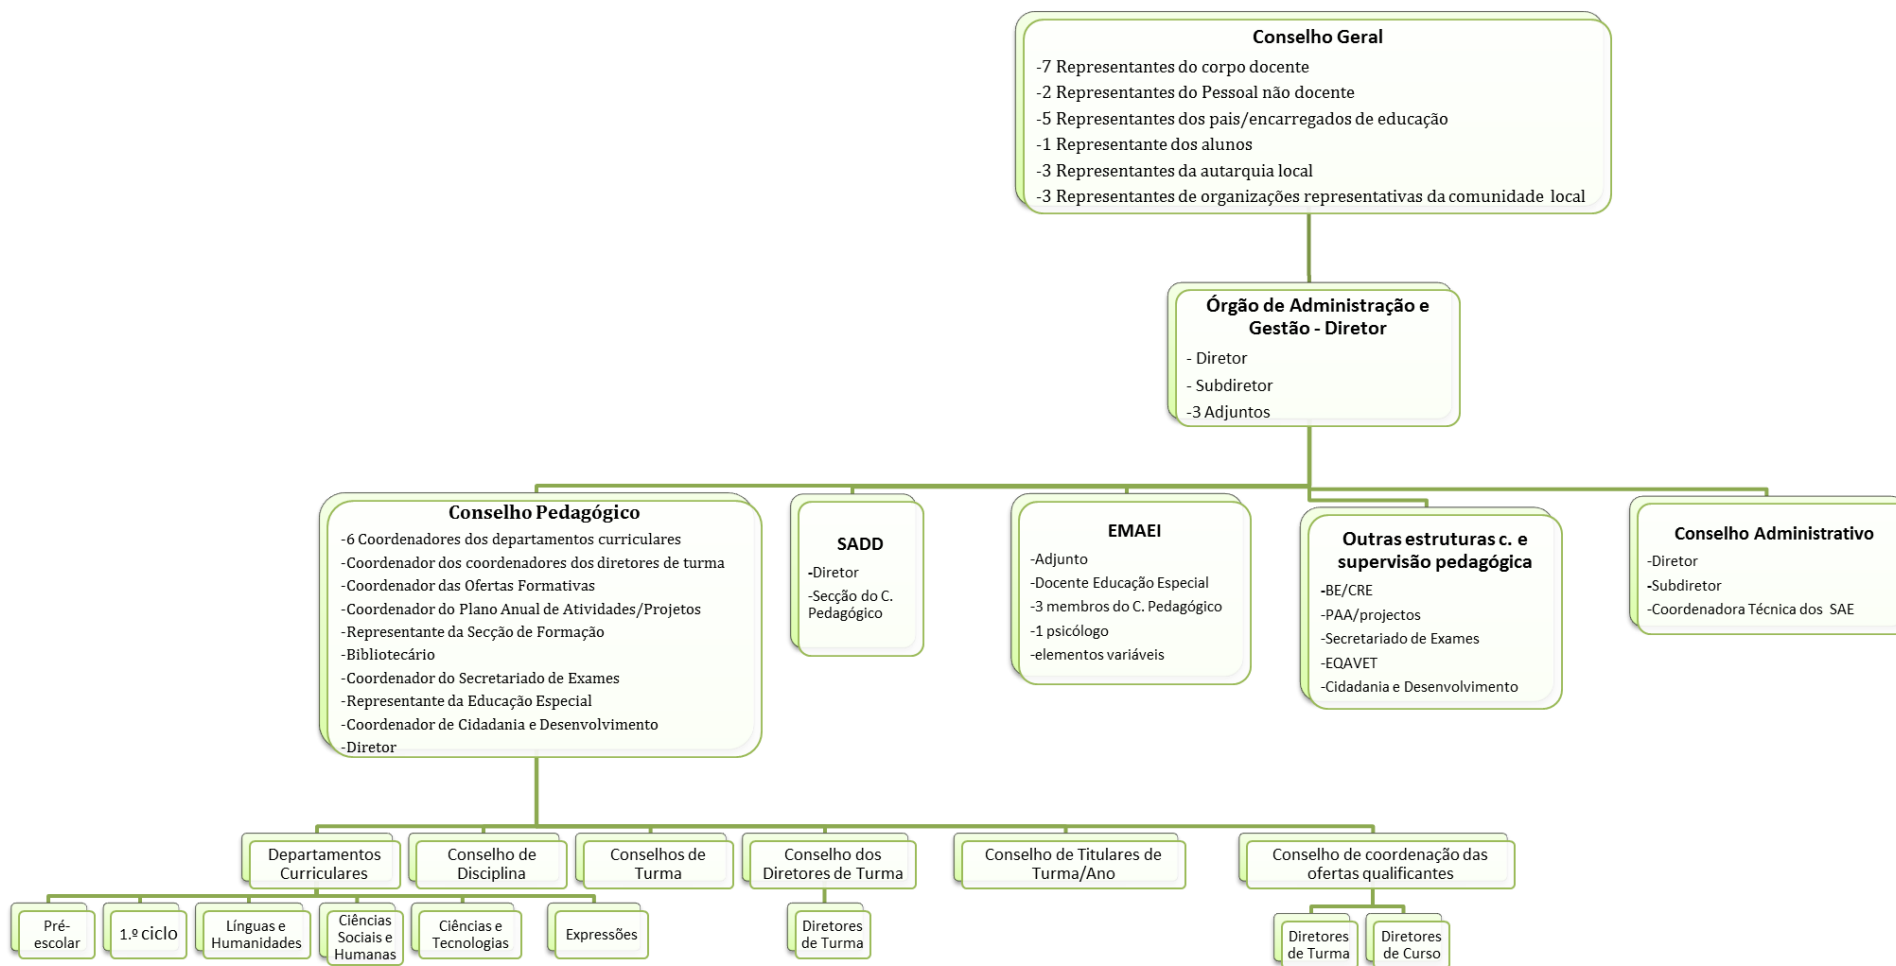 Conselho Geral
-7 Representantes do corpo docente
-2 Representantes do Pessoal não docente
-5 Representantes dos pais/encarregados de educação
-1 Representante dos alunos
-3 Representantes da autarquia local
-3 Representantes de organizações representativas da comunidade local
Órgão de Administração e
Gestão - Diretor
- Diretor
- Subdiretor
-3 Adjuntos
Conselho Pedagógico
-6 Coordenadores dos departamentos curriculares
-Coordenador dos coordenadores dos diretores de turma
-Coordenador das Ofertas Formativas
-Coordenador do Plano Anual de Atividades/Projetos
-Representante da Secção de Formação
-Bibliotecário
-Coordenador do Secretariado de Exames
-Representante da Educação Especial
-Coordenador de Cidadania e Desenvolvimento
-Diretor
SADD
-Diretor
-Secção do C.
Pedagógico
EMAEI
-Adjunto
-Docente Educação Especial
-3 membros do C. Pedagógico
-1 psicólogo
-elementos variáveis
Outras estruturas c. e
supervisão pedagógica
-BE/CRE
-PAA/projectos
-Secretariado de Exames
-EQAVET
-Cidadania e Desenvolvimento
Conselho Administrativo
-Diretor
-Subdiretor
-Coordenadora Técnica dos SAE
Departamentos
Curriculares
Conselho de
Disciplina
Conselhos de
Turma
Conselho dos
Diretores de Turma
Conselho de Titulares de
Turma/Ano
Conselho de coordenação das
ofertas qualificantes
Pré-
escolar
1.º ciclo
Línguas e
Humanidades
Ciências
Sociais e
Humanas
Ciências e
Tecnologias
Expressões
Diretores
de Turma
Diretores
de Turma
Diretores
de Curso